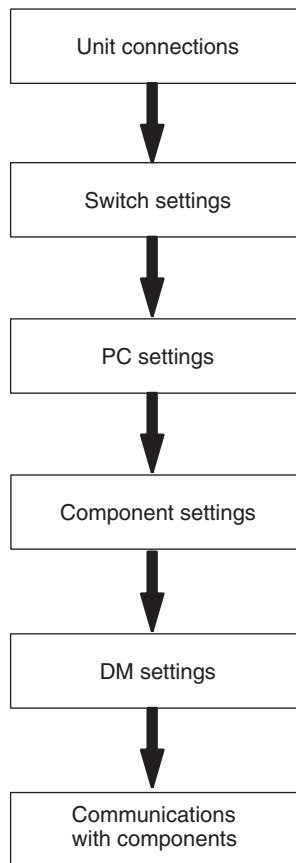 Unit connections
Switch settings
PC settings
Component settings
DM settings
Communications
with components